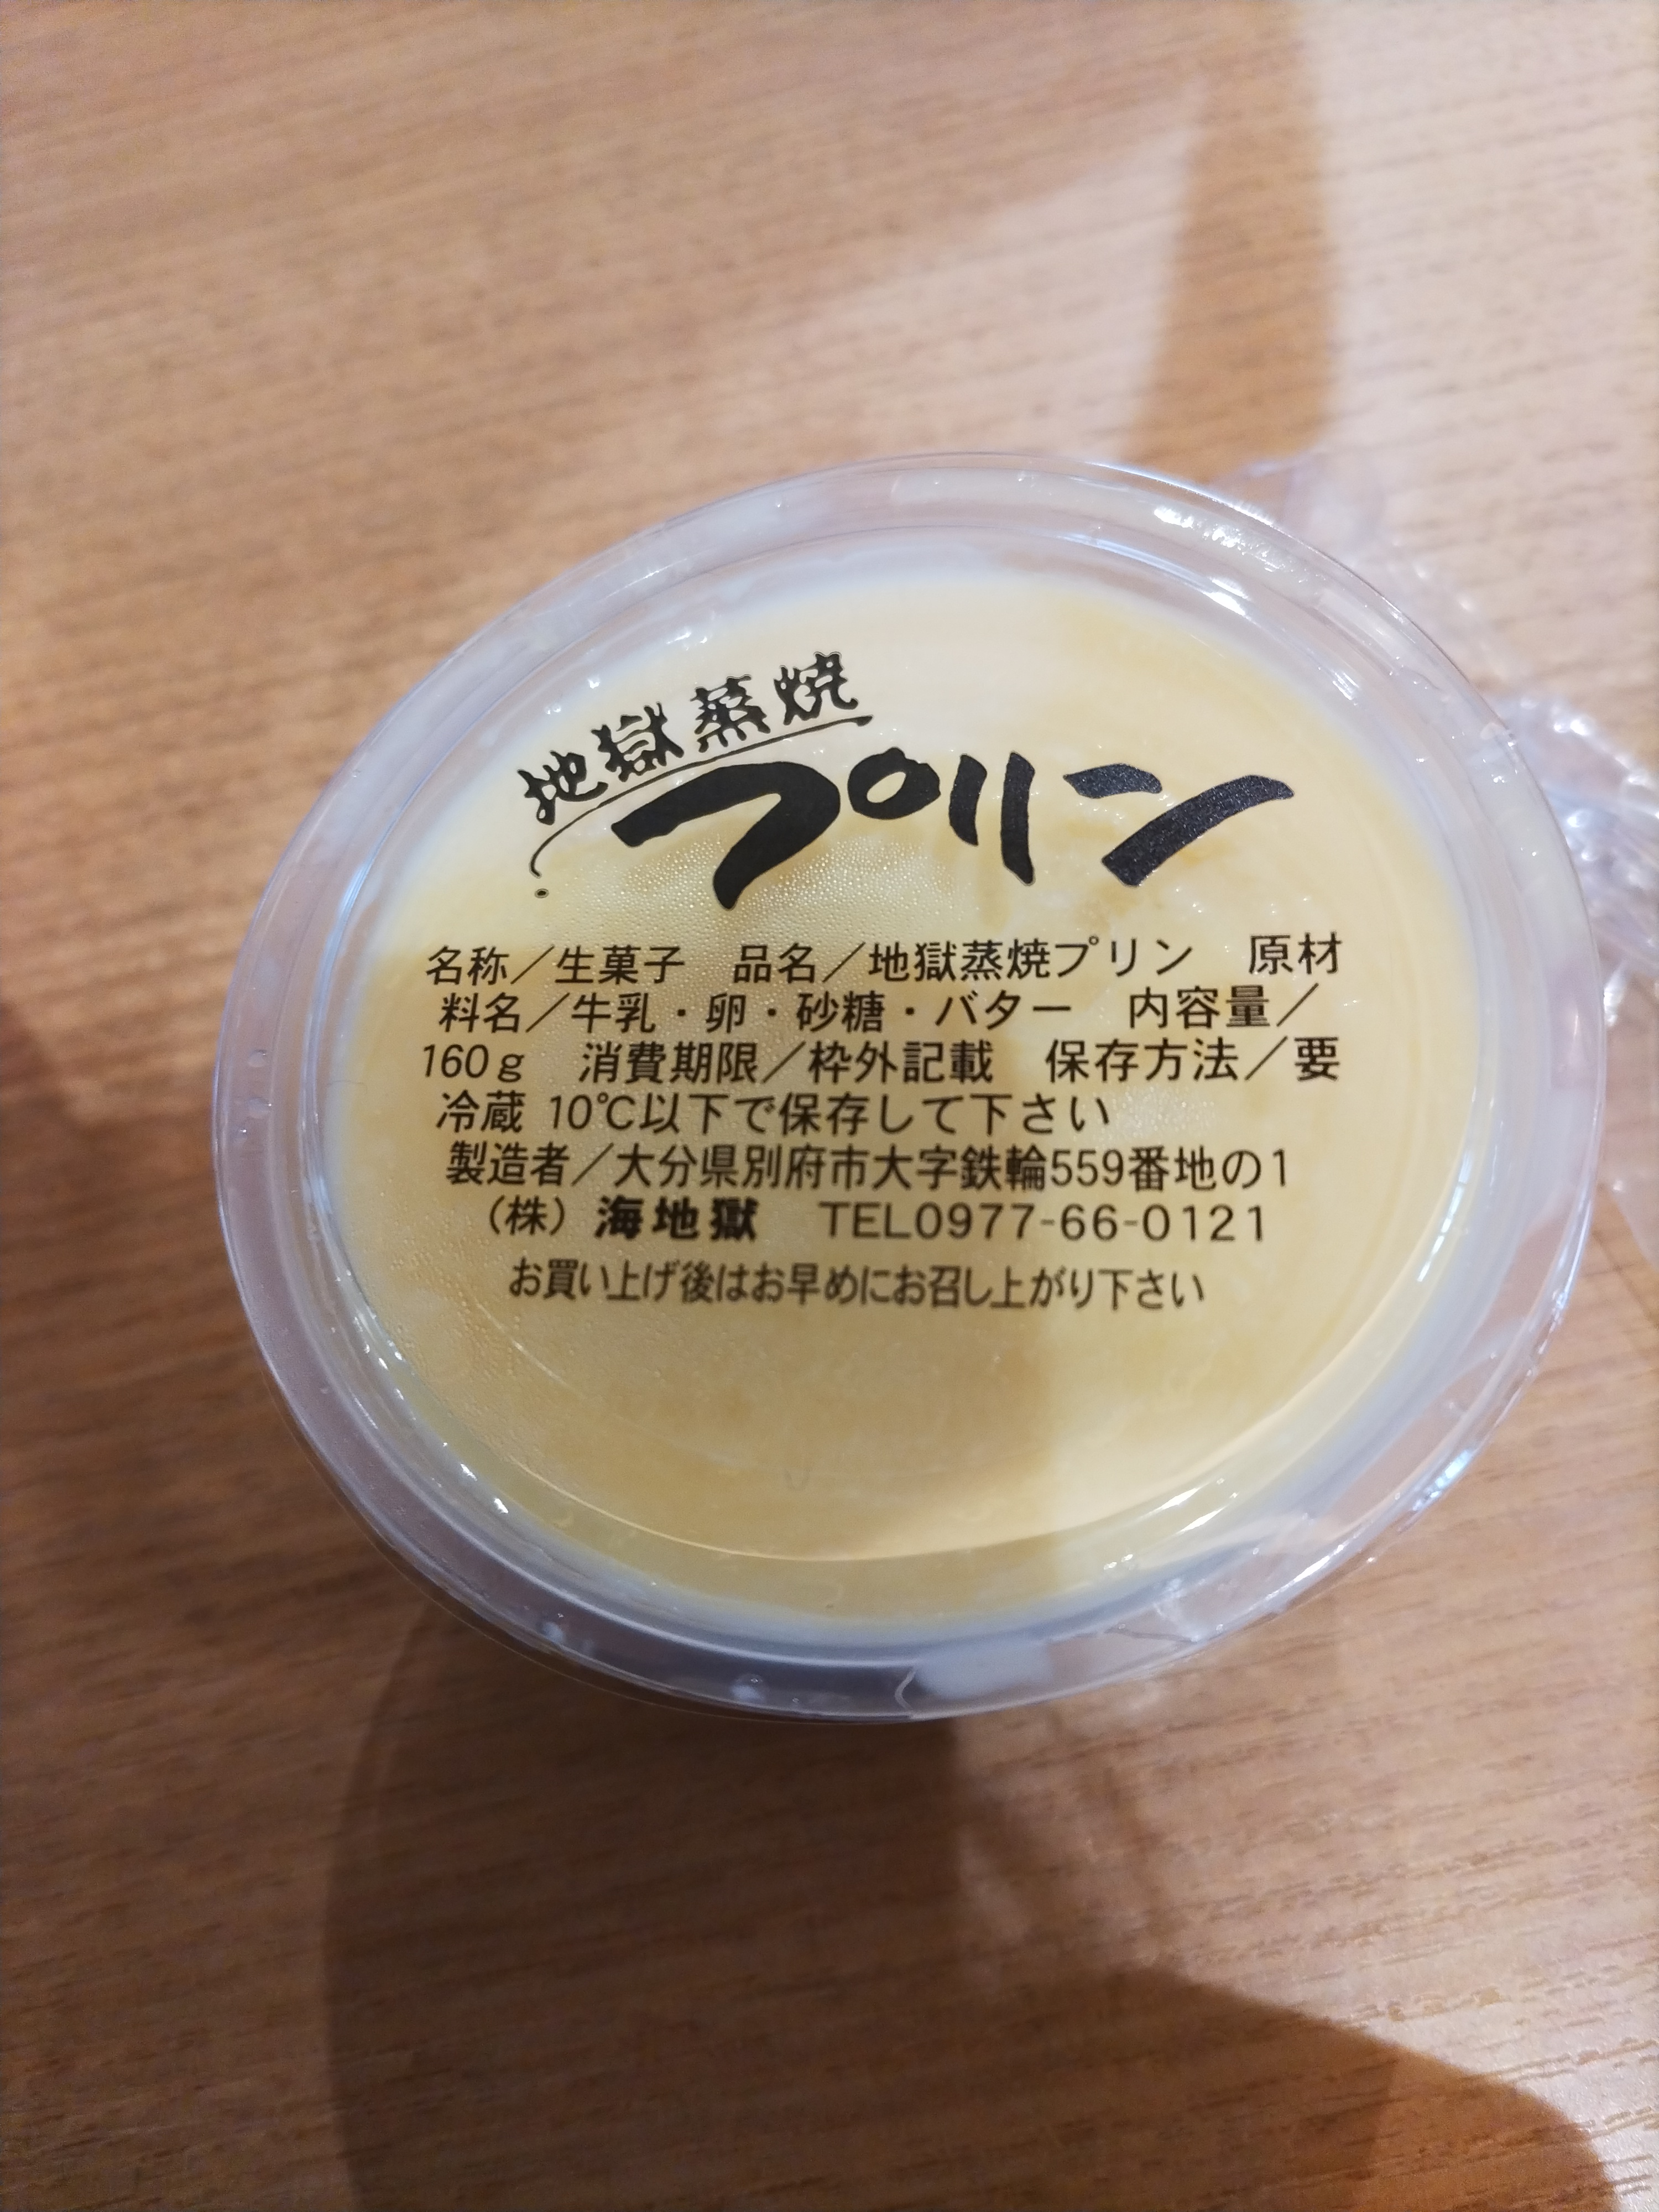 地獄蒸焼
プリン
名称／生菓子　品名／地獄蒸焼プリン　原材
料名／牛乳・卵・砂糖・バター　内容量／
160g　消費期限／枠外記載　保存方法／要
冷蔵 10℃以下で保存して下さい
製造者／大分県別府市大字鉄輪559番地の1
（株）海地獄　TEL0977-66-0121
お買い上げ後はお早めにお召し上がり下さい